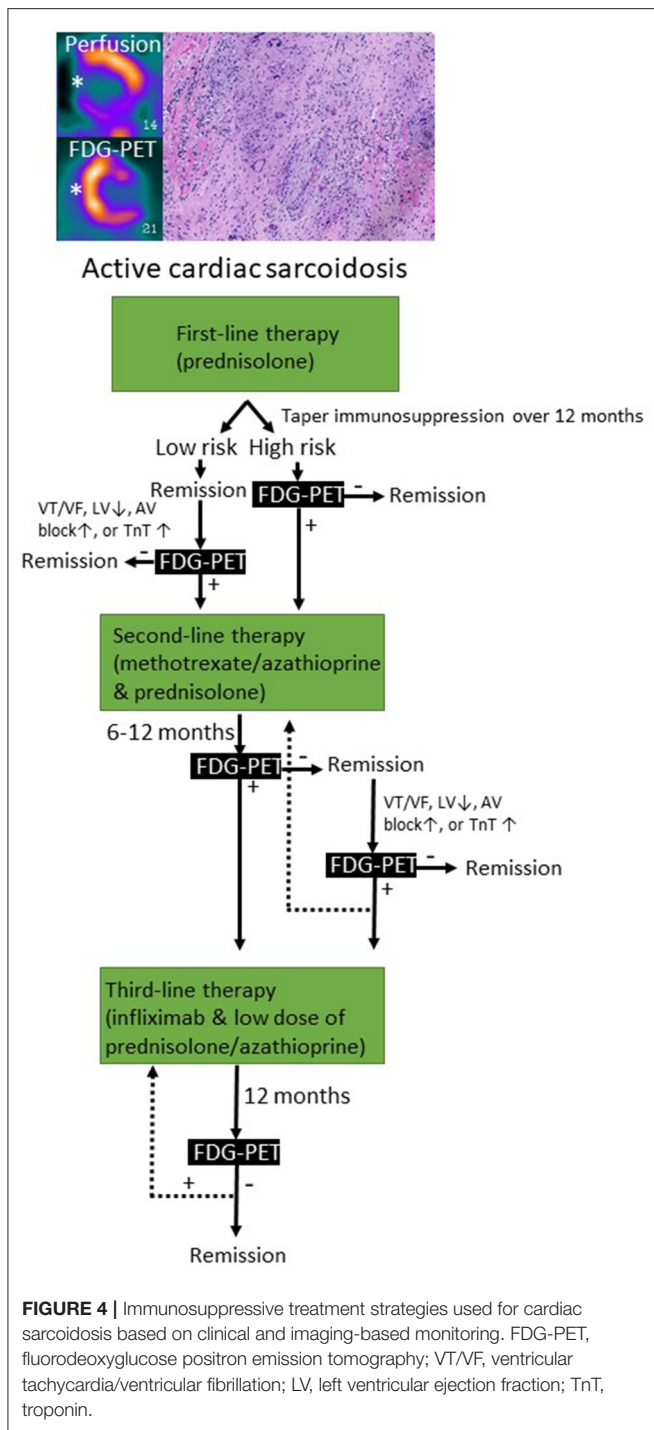 Perfusion
*
14
FDG-PET
*
21
Active cardiac sarcoidosis
First-line therapy
(prednisolone)
Taper immunosuppression over 12 months
Low risk High risk
Remission FDG-PET - Remission
+
VT/VF, LV↓, AV
block↑, or TnT ↑
Remission - FDG-PET
+
Second-line therapy
(methotrexate/azathioprine
& prednisolone)
6-12 months
FDG-PET - Remission
+
VT/VF, LV↓, AV
block↑, or TnT ↑
FDG-PET - Remission
+
Third-line therapy
(infliximab & low dose of
prednisolone/azathioprine)
12 months
FDG-PET
+ -
Remission
FIGURE 4 | Immunosuppressive treatment strategies used for cardiac
sarcoidosis based on clinical and imaging-based monitoring. FDG-PET,
fluorodeoxyglucose positron emission tomography; VT/VF, ventricular
tachycardia/ventricular fibrillation; LV, left ventricular ejection fraction; TnT,
troponin.